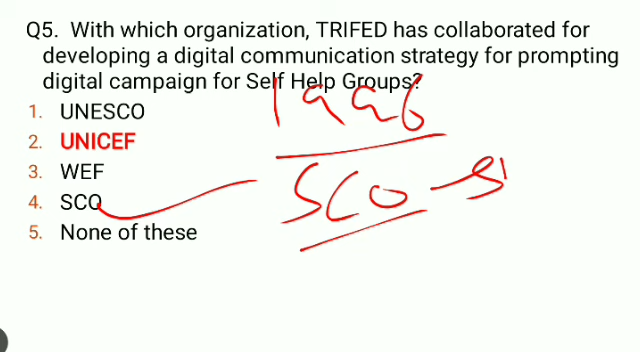 Q5. With which organization, TRIFED has collaborated for
developing a digital communication strategy for prompting
digital campaign for Self Help Groups?
1996
1. UNESCO
2. UNICEF
3. WEF
4. SCO
SCO -
5. None of these